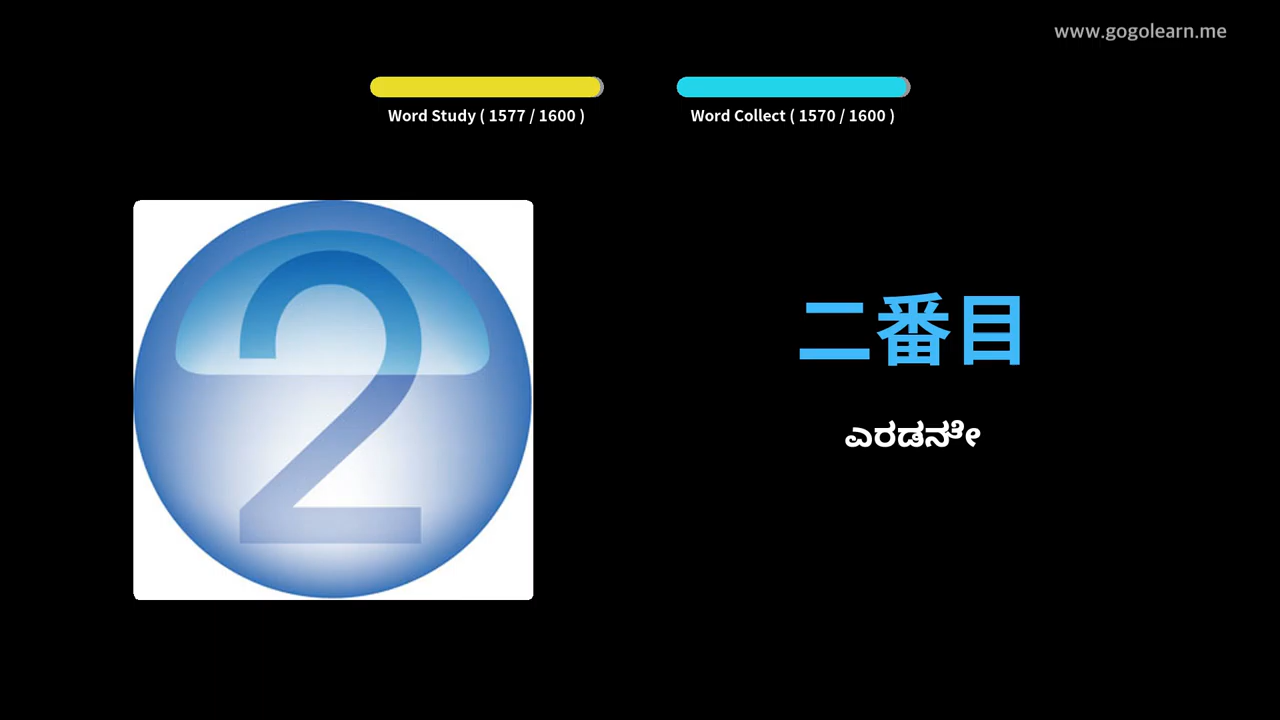 www.gogolearn.me
Word Study ( 1577 / 1600 )
Word Collect ( 1570 / 1600 )
2
二番目
ಎರಡನೇ